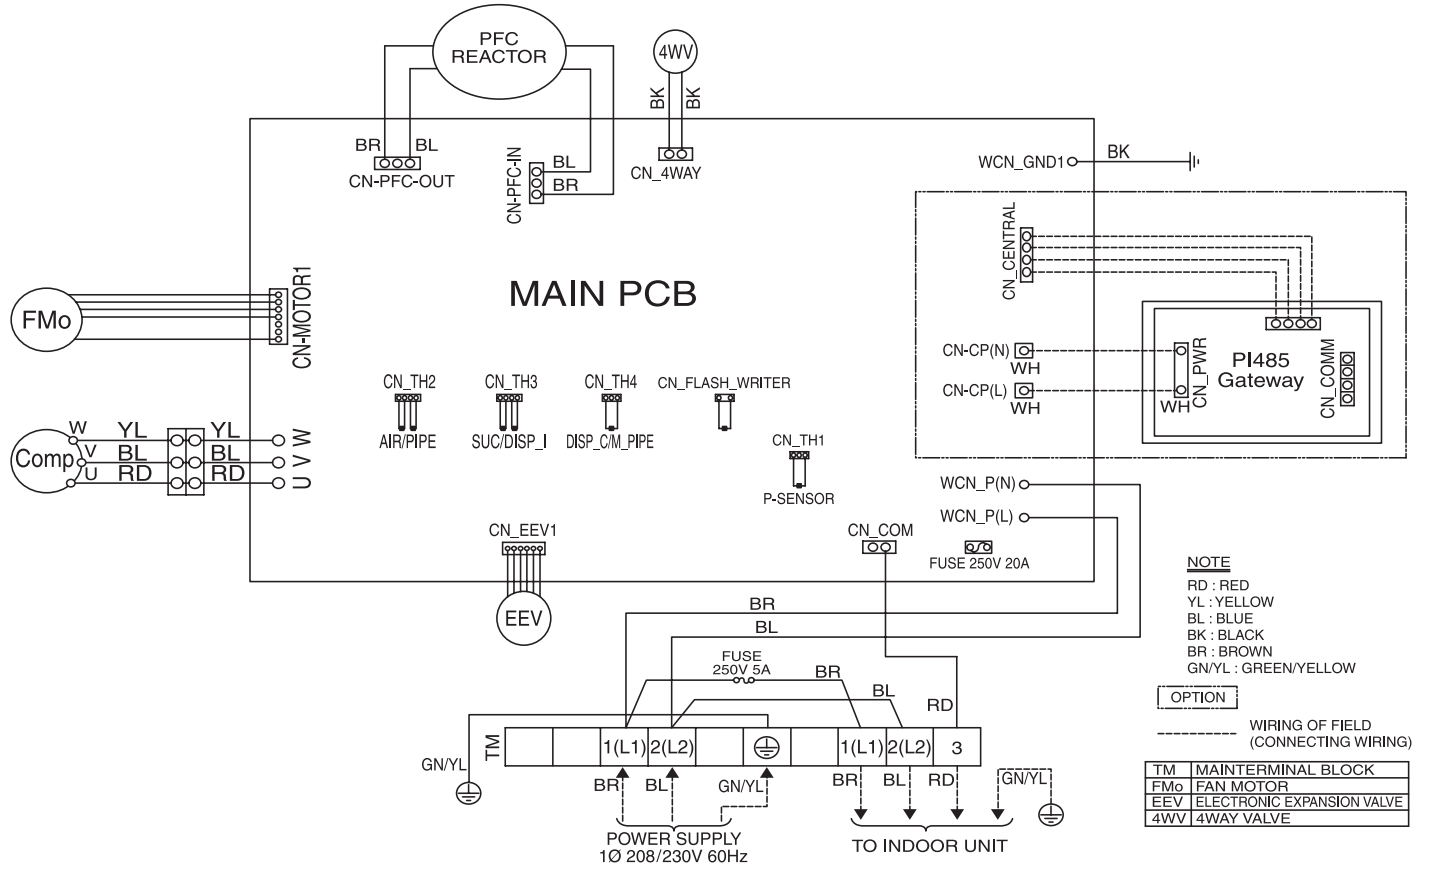 PFC
REACTOR
4WV
BK BK
BR BL
CN-PFC-OUT
CN-PFC-IN
BL
BR
CN_4WAY
WCN_GND1
BK
CN_CENTRAL
MAIN PCB
FMo
CN-MOTOR1
CN-CP(N)
WH
CN-CP(L)
WH
WH
CN_PWR
PI485
Gateway
CN_COMM
CN_TH2
AIR/PIPE
CN_TH3
SUC/DISP_I
CN_TH4
DISP_C/M_PIPE
CN_FLASH_WRITER
CN_TH1
P-SENSOR
Comp
W YL YL W
V BL BL V
U RD RD U
WCN_P(N)
WCN_P(L)
CN_EEV1
EEV
CN_COM
FUSE 250V 20A
BR
BL
FUSE
250V 5A
BR
BL
RD
GN/YL
TM
1(L1) 2(L2) 1(L1) 2(L2) 3
BR BL GN/YL BR BL RD GN/YL
POWER SUPPLY
1Ø 208/230V 60Hz
TO INDOOR UNIT
NOTE
RD : RED
YL : YELLOW
BL : BLUE
BK : BLACK
BR : BROWN
GN/YL : GREEN/YELLOW
OPTION
WIRING OF FIELD
(CONNECTING WIRING)
TM MAINTERMINAL BLOCK
FMo FAN MOTOR
EEV ELECTRONIC EXPANSION VALVE
4WV 4WAY VALVE